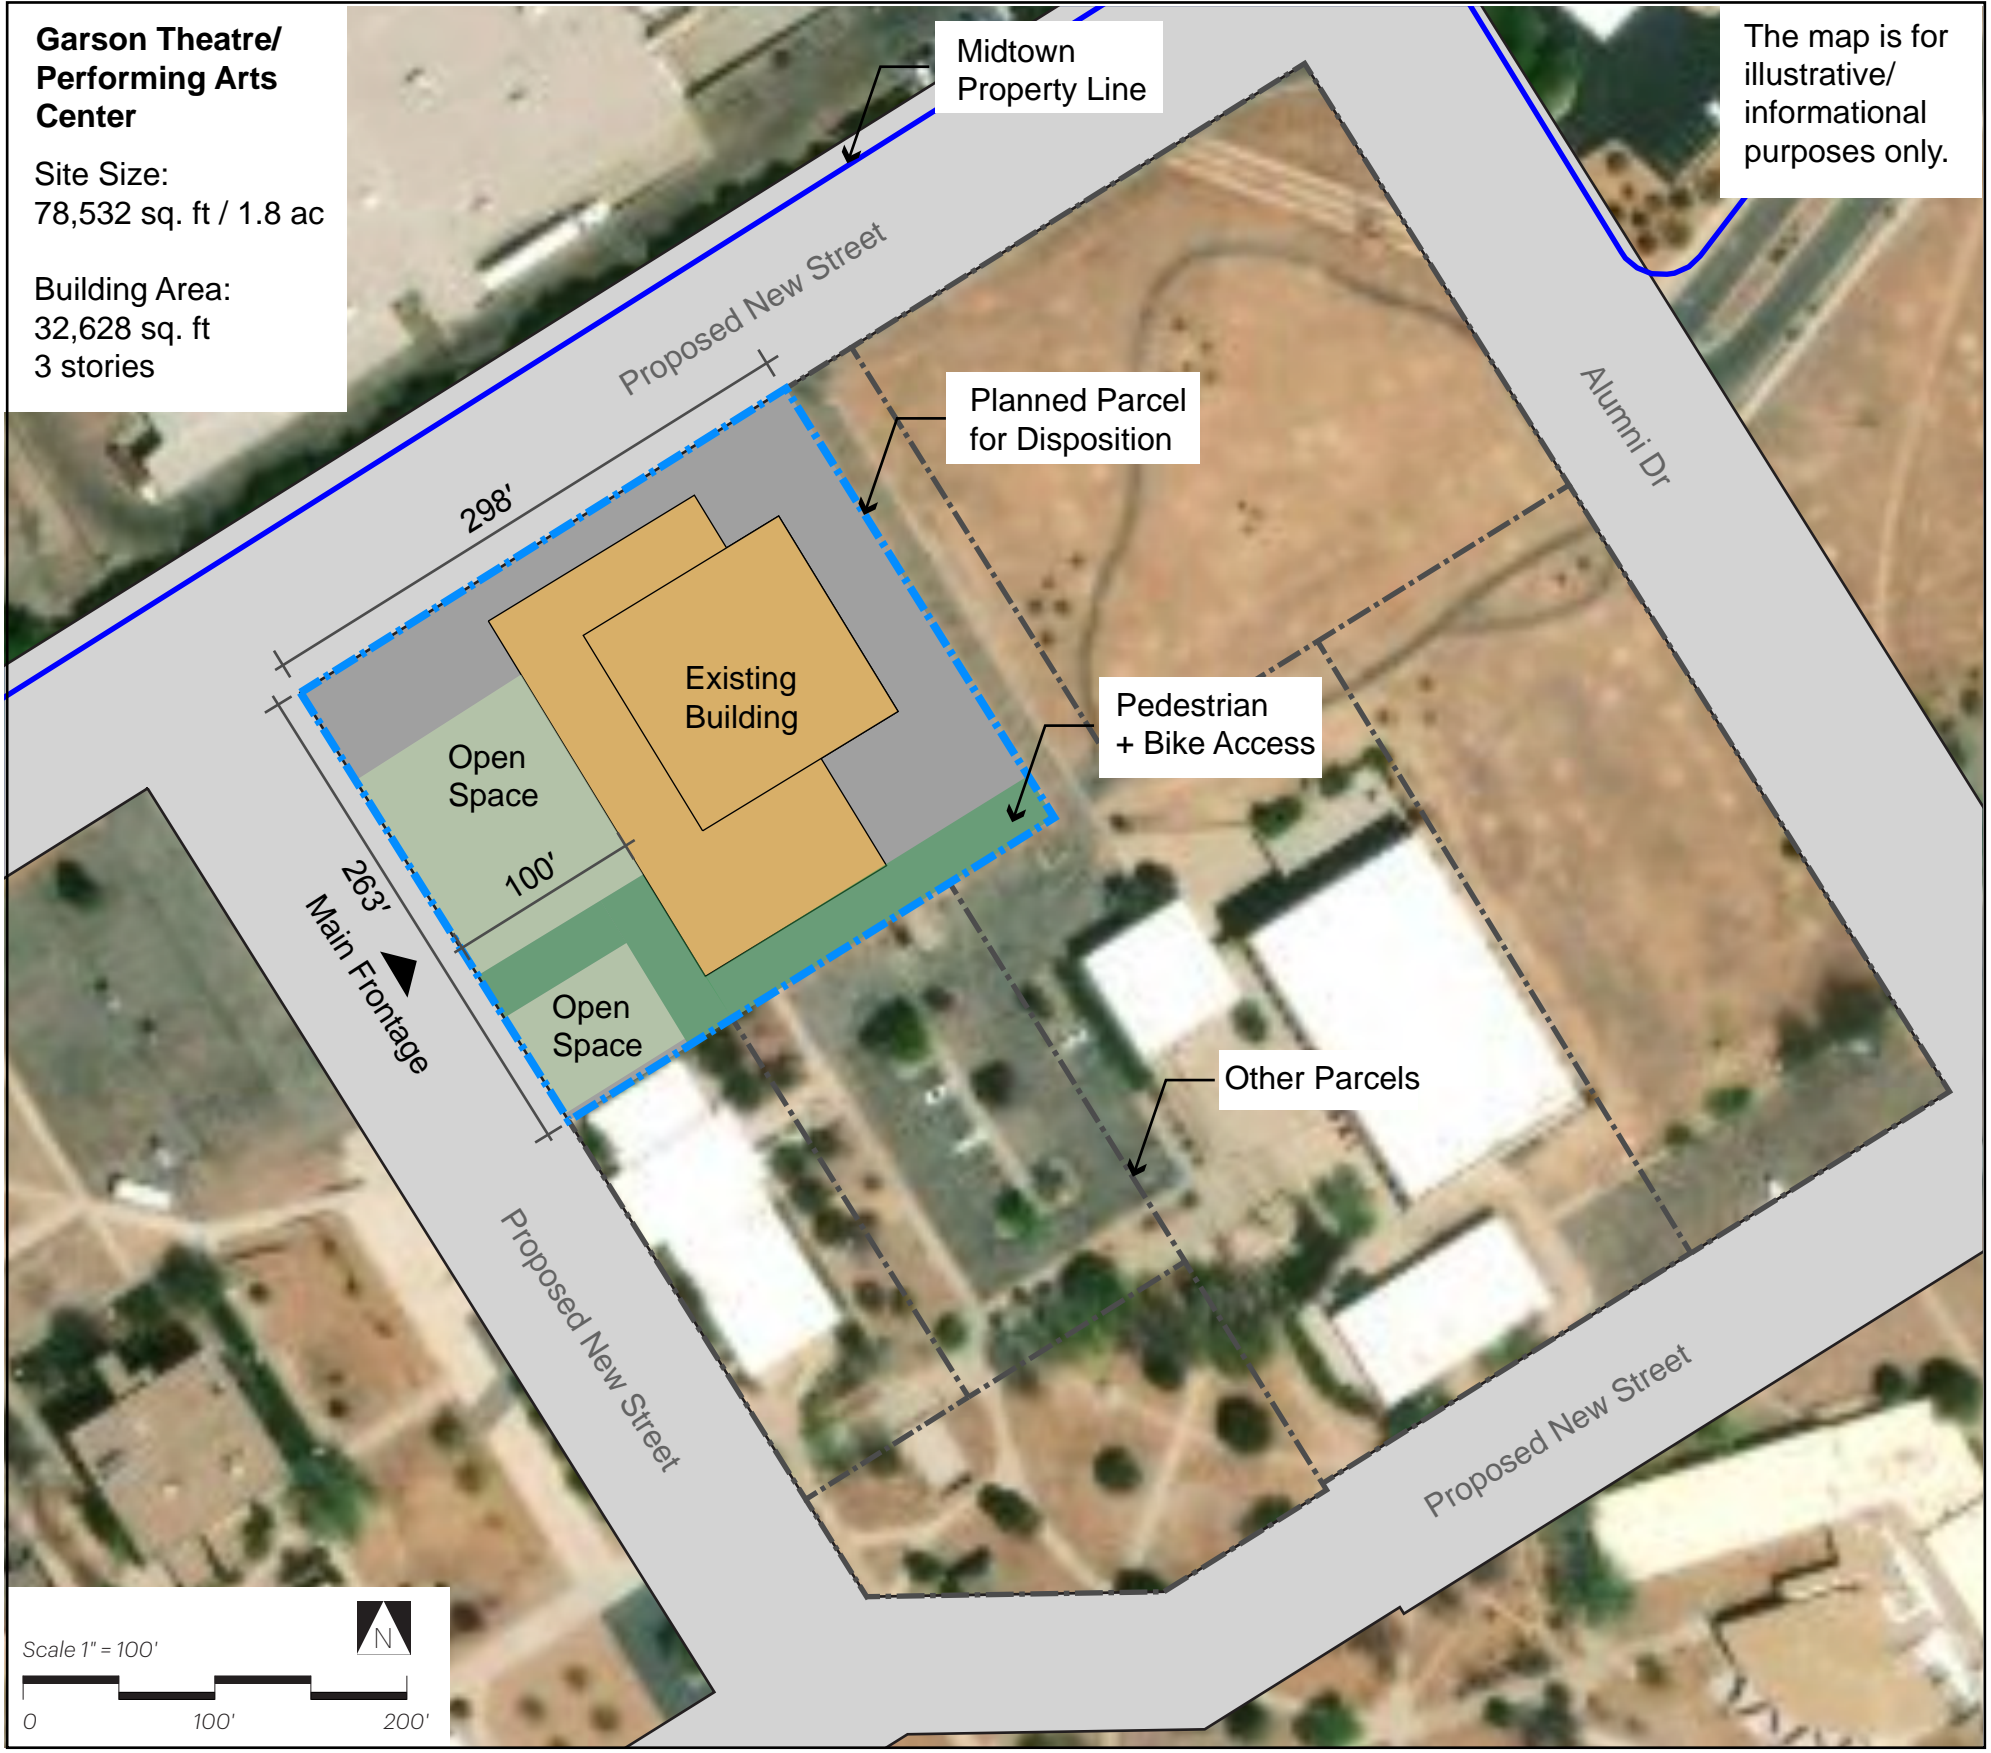 Garson Theatre/
Performing Arts
Center
Site Size:
78,532 sq. ft / 1.8 ac
Building Area:
32,628 sq. ft
3 stories
Midtown
Property Line
The map is for
illustrative/
informational
purposes only.
Proposed New Street
Alumni Dr
Planned Parcel
for Disposition
298'
Existing
Building
Pedestrian
+ Bike Access
Open
Space
100'
263'
Main Frontage
Open
Space
Other Parcels
Proposed New Street
Proposed New Street
Scale 1" = 100'
N
0 100' 200'